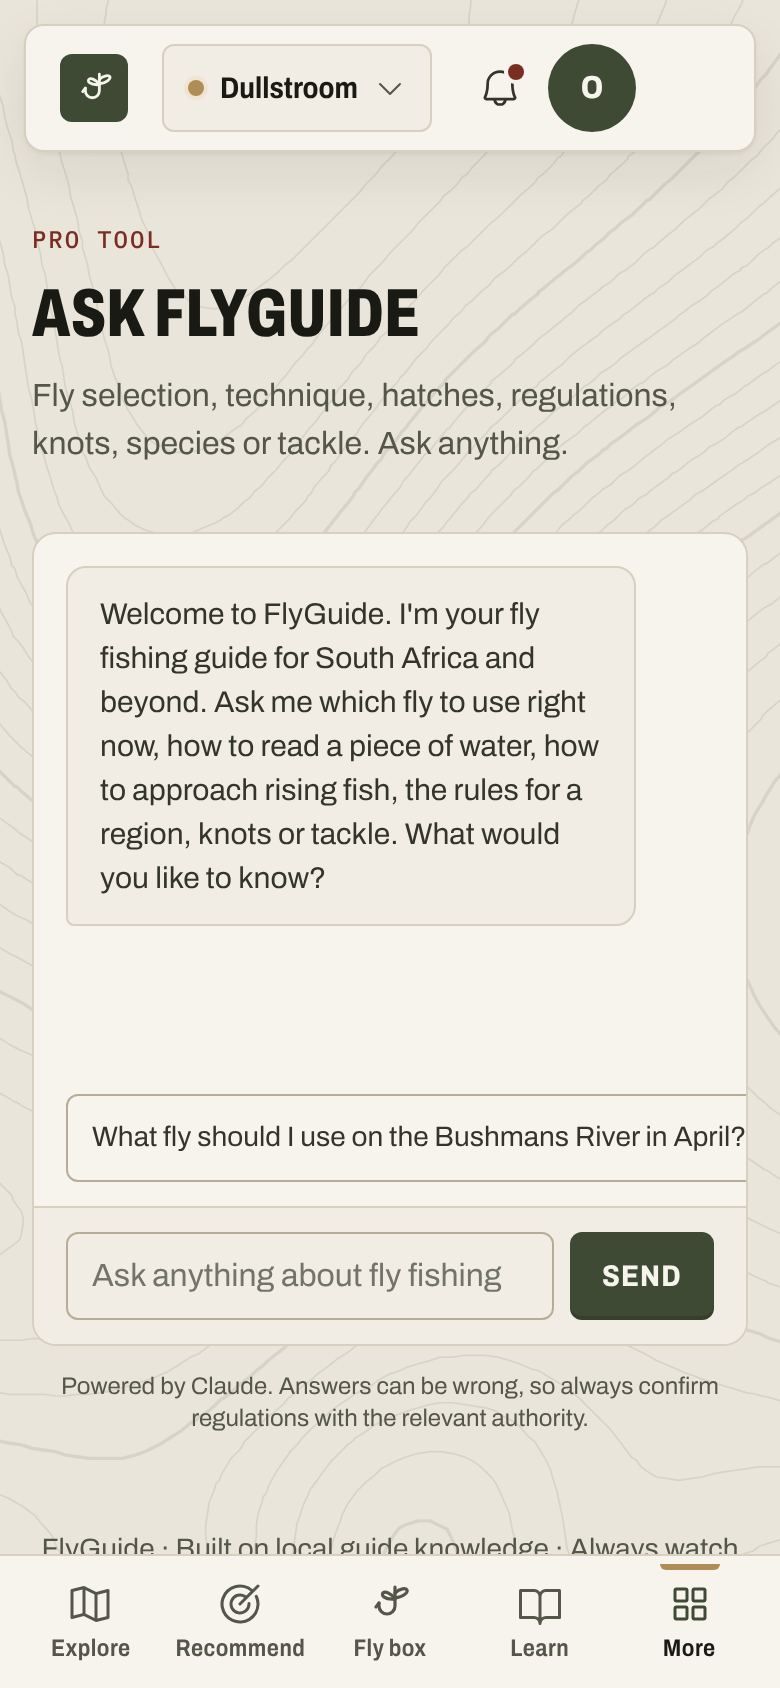 Dullstroom
O
PRO TOOL
ASK FLYGUIDE
Fly selection, technique, hatches, regulations,
knots, species or tackle. Ask anything.
Welcome to FlyGuide. I'm your fly
fishing guide for South Africa and
beyond. Ask me which fly to use right
now, how to read a piece of water, how
to approach rising fish, the rules for a
region, knots or tackle. What would
you like to know?
What fly should I use on the Bushmans River in April?
Ask anything about fly fishing
SEND
Powered by Claude. Answers can be wrong, so always confirm
regulations with the relevant authority.
FlyGuide · Built on local guide knowledge · Always watch
Explore
Recommend
Fly box
Learn
More